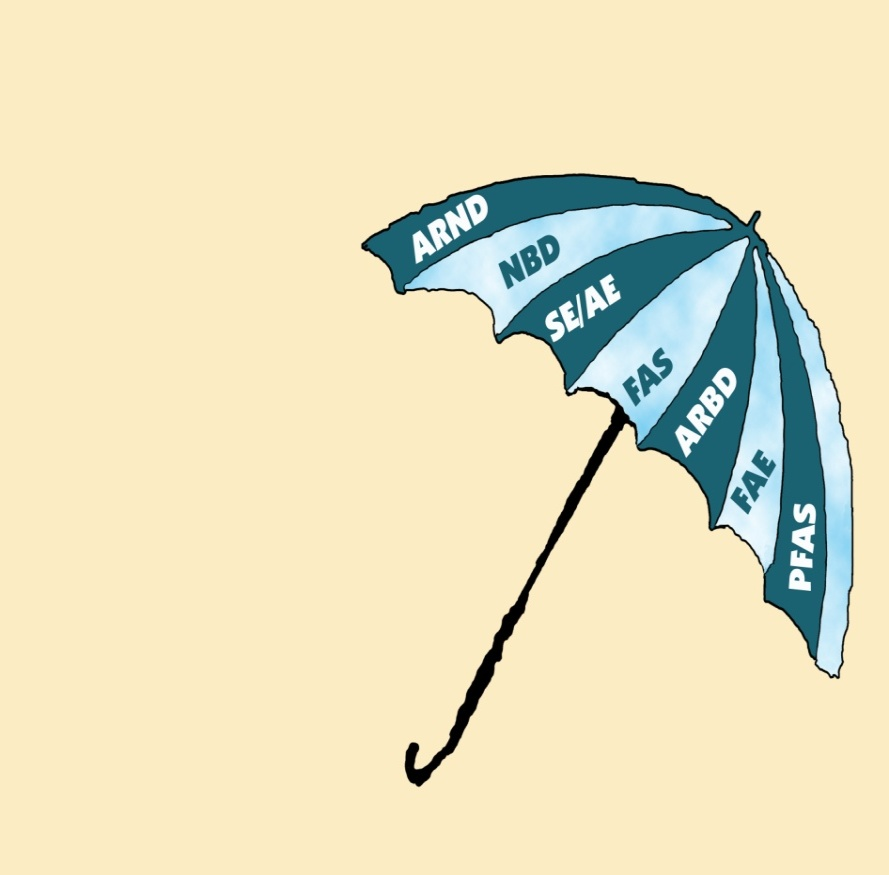 ARND
NBD
SE/AE
FAS
ARBD
FAE
PFAS